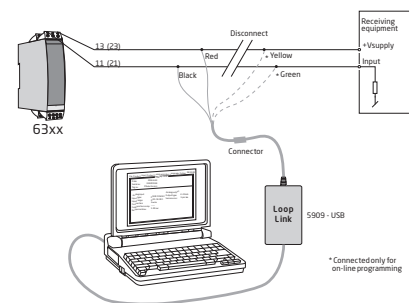 Receiving
equipment
Disconnect
13 (23)
+Vsupply
Red
* Yellow
11 (21)
Input
Black
* Green
63xx
Connector
Loop
Link
5909 - USB
* Connected only for
on-line programming